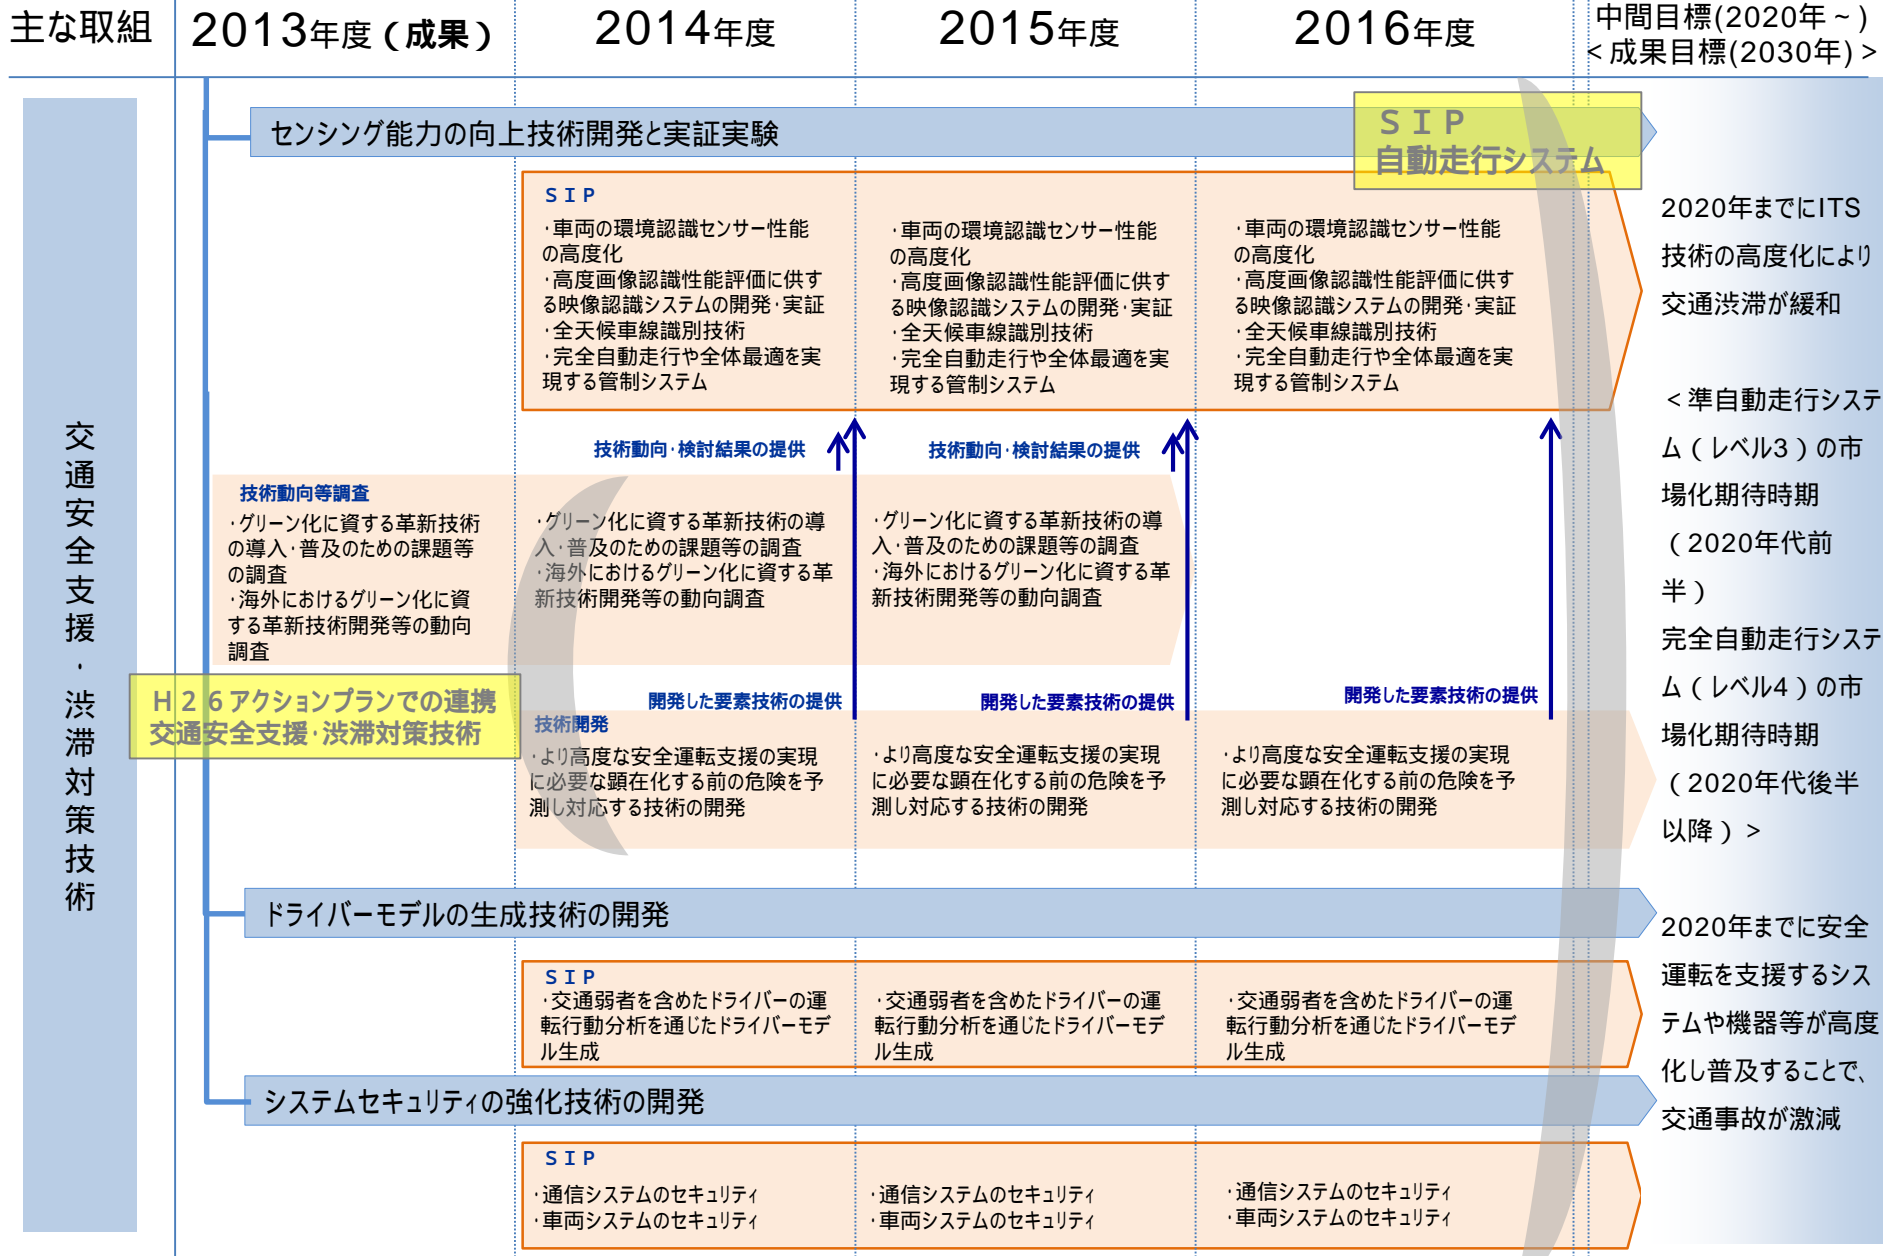 主な取組
2013年度(成果)
2014年度
2015年度
2016年度
中間目標(2020年~)
<成果目標(2030年)>
交通安全支援・渋滞対策技術
センシング能力の向上技術開発と実証実験
SIP
自動走行システム
SIP
・車両の環境認識センサー性能
の高度化
・高度画像認識性能評価に供す
る映像認識システムの開発・実証
・全天候車線識別技術
・完全自動走行や全体最適を実
現する管制システム
・車両の環境認識センサー性能
の高度化
・高度画像認識性能評価に供す
る映像認識システムの開発・実証
・全天候車線識別技術
・完全自動走行や全体最適を実
現する管制システム
・車両の環境認識センサー性能
の高度化
・高度画像認識性能評価に供す
る映像認識システムの開発・実証
・全天候車線識別技術
・完全自動走行や全体最適を実
現する管制システム
技術動向・検討結果の提供
技術動向・検討結果の提供
技術動向等調査
・グリーン化に資する革新技術
の導入・普及のための課題等
の調査
・海外におけるグリーン化に資
する革新技術開発等の動向
調査
・グリーン化に資する革新技術の導
入・普及のための課題等の調査
・海外におけるグリーン化に資する革
新技術開発等の動向調査
・グリーン化に資する革新技術の導
入・普及のための課題等の調査
・海外におけるグリーン化に資する革
新技術開発等の動向調査
H26アクションプランでの連携
交通安全支援・渋滞対策技術
開発した要素技術の提供
開発した要素技術の提供
開発した要素技術の提供
技術開発
・より高度な安全運転支援の実現
に必要な顕在化する前の危険を予
測し対応する技術の開発
・より高度な安全運転支援の実現
に必要な顕在化する前の危険を予
測し対応する技術の開発
・より高度な安全運転支援の実現
に必要な顕在化する前の危険を予
測し対応する技術の開発
ドライバーモデルの生成技術の開発
SIP
・交通弱者を含めたドライバーの運
転行動分析を通じたドライバーモデ
ル生成
・交通弱者を含めたドライバーの運
転行動分析を通じたドライバーモデ
ル生成
・交通弱者を含めたドライバーの運
転行動分析を通じたドライバーモデ
ル生成
システムセキュリティの強化技術の開発
SIP
・通信システムのセキュリティ
・車両システムのセキュリティ
・通信システムのセキュリティ
・車両システムのセキュリティ
・通信システムのセキュリティ
・車両システムのセキュリティ
2020年までにITS
技術の高度化により
交通渋滞が緩和
<準自動走行システ
ム(レベル3)の市
場化期待時期
(2020年代前
半)
完全自動走行システ
ム(レベル4)の市
場化期待時期
(2020年代後半
以降)>
2020年までに安全
運転を支援するシス
テムや機器等が高度
化し普及することで、
交通事故が激減